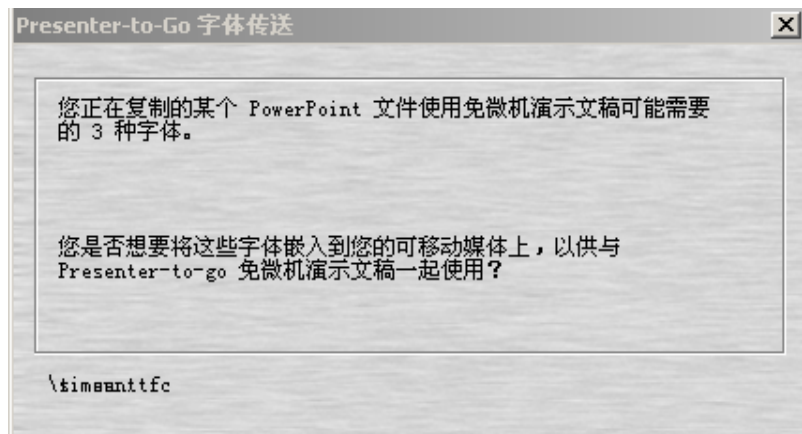 Presenter-to-Go 字体传送
您正在复制的某个 PowerPoint 文件使用免微机演示文稿可能需要
的 3 种字体。
您是否想要将这些字体嵌入到您的可移动媒体上，以供与
Presenter-to-go 免微机演示文稿一起使用？